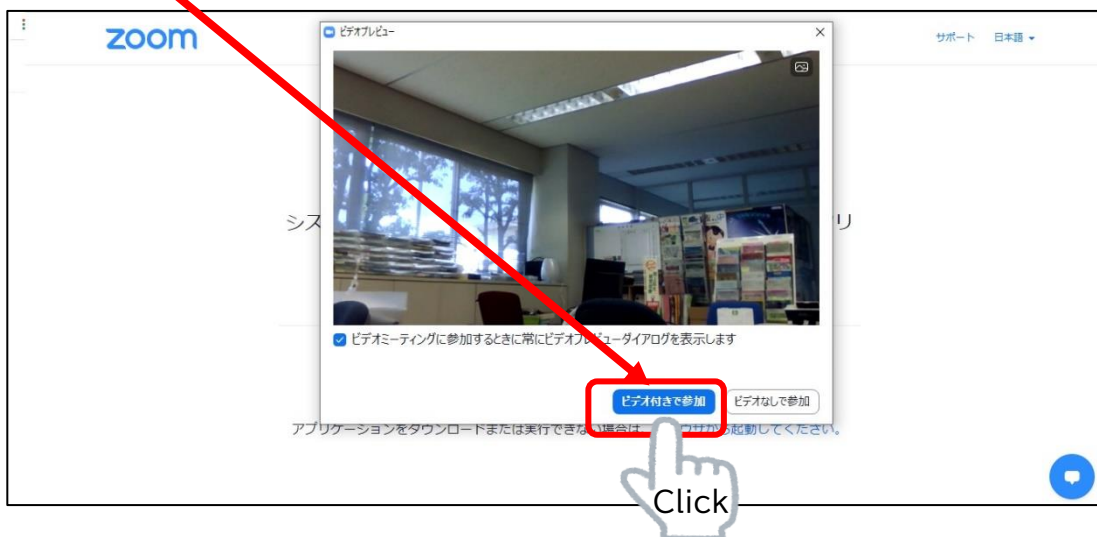 zoom
ビデオプレビュー
サポート 日本語
シス
リ
ビデオミーティングに参加するときに常にビデオプレビューダイアログを表示します
ビデオ付きで参加 ビデオなしで参加
アプリケーションをダウンロードまたは実行できない場合は、 ウザから起動してください。
Click